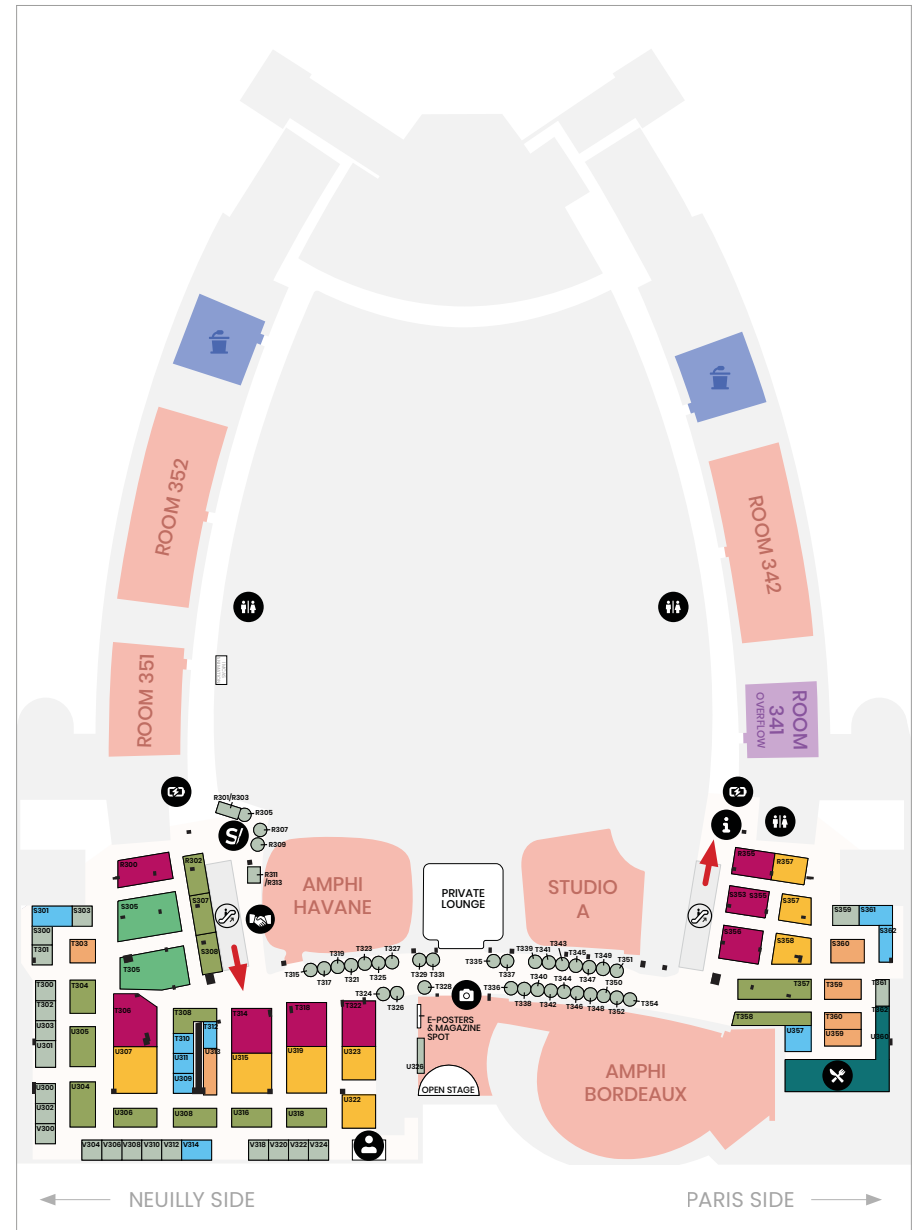 ROOM 352
ROOM 351
ROOM 342
ROOM
341
OVERFLOW
R301/R303
R305
R307
R309
R311
/R313
S/
AMPHI
HAVANE
PRIVATE
LOUNGE
STUDIO
A
R300
R302
S305
S307
S308
T305
S301
S303
S300
T301
T303
T300
T302
T304
U303
U301
U305
U300
U302
V300
U304
U307
T308
T310
T312
U311
U313
U309
T314
U315
T318
U319
T322
U323
U322
U306
U308
U316
U318
V304
V306
V308
V310
V312
V314
V318
V320
V322
V324
T315
T317
T319
T321
T323
T325
T327
T324
T326
T329
T331
T328
T335
T337
T336
T338
T339
T340
T341
T342
T343
T344
T345
T346
T348
T349
T350
T351
T352
T354
E-POSTERS
& MAGAZINE
SPOT
U326
OPEN STAGE
AMPHI
BORDEAUX
R355
R357
S353
S355
S357
S356
S358
S359
S361
S362
S360
T357
T358
U357
T359
T360
U359
T361
T362
U360
NEUILLY SIDE
PARIS SIDE